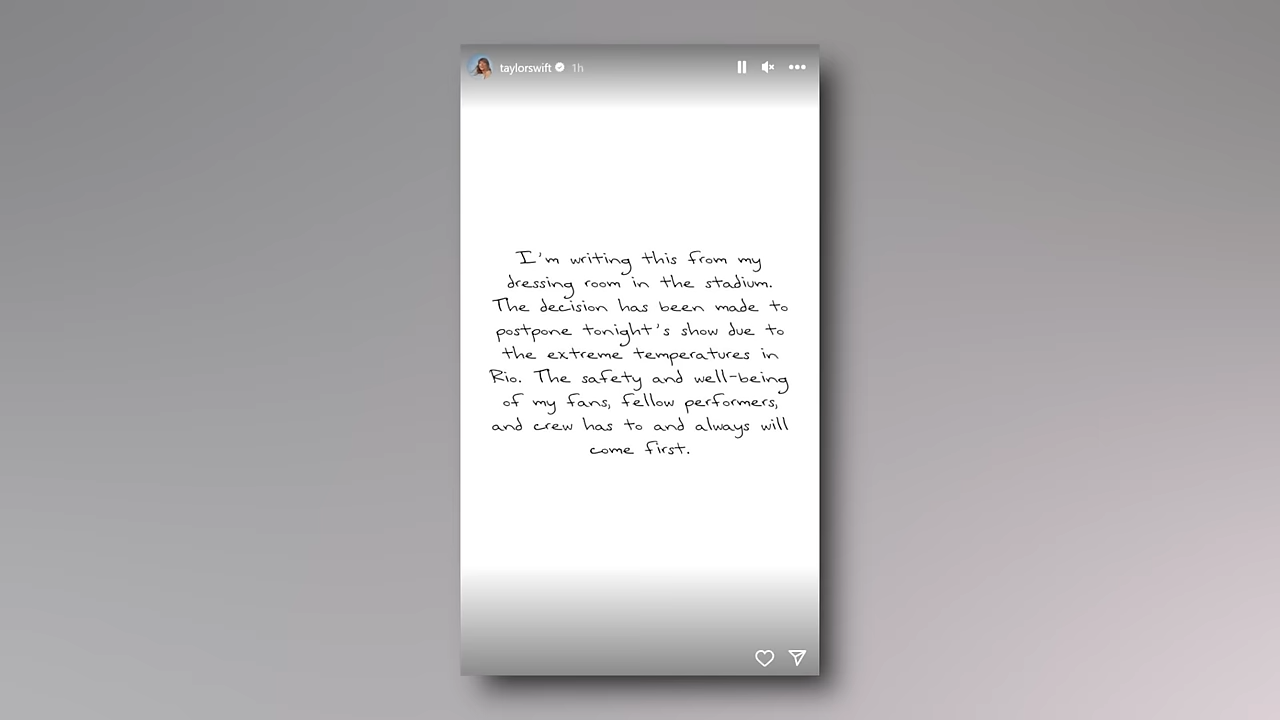 taylorswift 1h
I'm writing this from my
dressing room in the stadium.
The decision has been made to
postpone tonight's show due to
the extreme temperatures in
Rio. The safety and well-being
of my fans, fellow performers,
and crew has to and always will
come first.